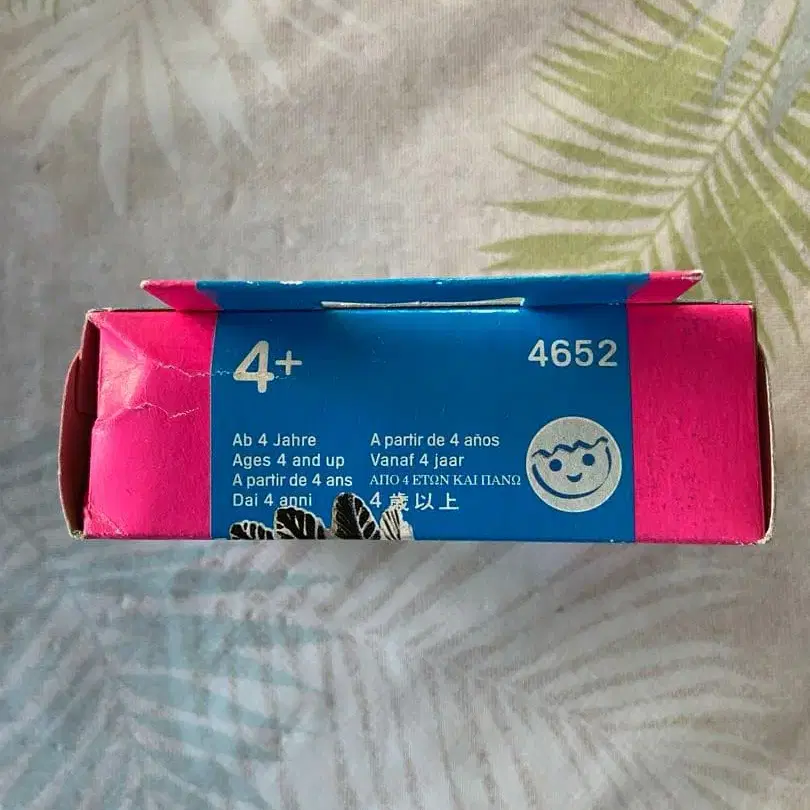 4+
4652
Ab 4 Jahre
Ages 4 and up
A partir de 4 ans
Dai 4 anni
A partir de 4 años
Vanaf 4 jaar
ΑΠΟ 4 ΕΤΩΝ ΚΑΙ ΠΑΝΩ
4 歳以上